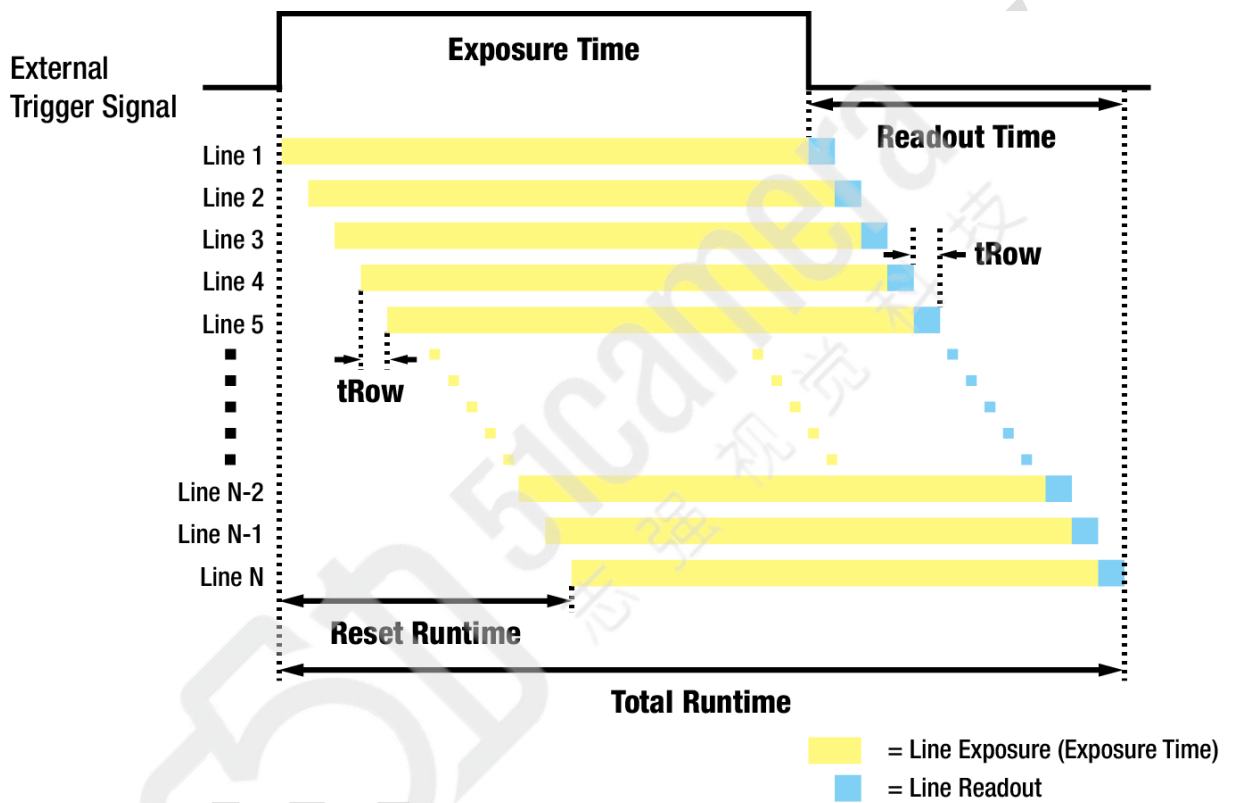 Exposure Time
External
Trigger Signal
Readout Time
Line 1
Line 2
Line 3
tRow
Line 4
Line 5
tRow
Line N-2
Line N-1
Line N
Reset Runtime
Total Runtime
= Line Exposure (Exposure Time)
= Line Readout
51camera
志强视觉科技